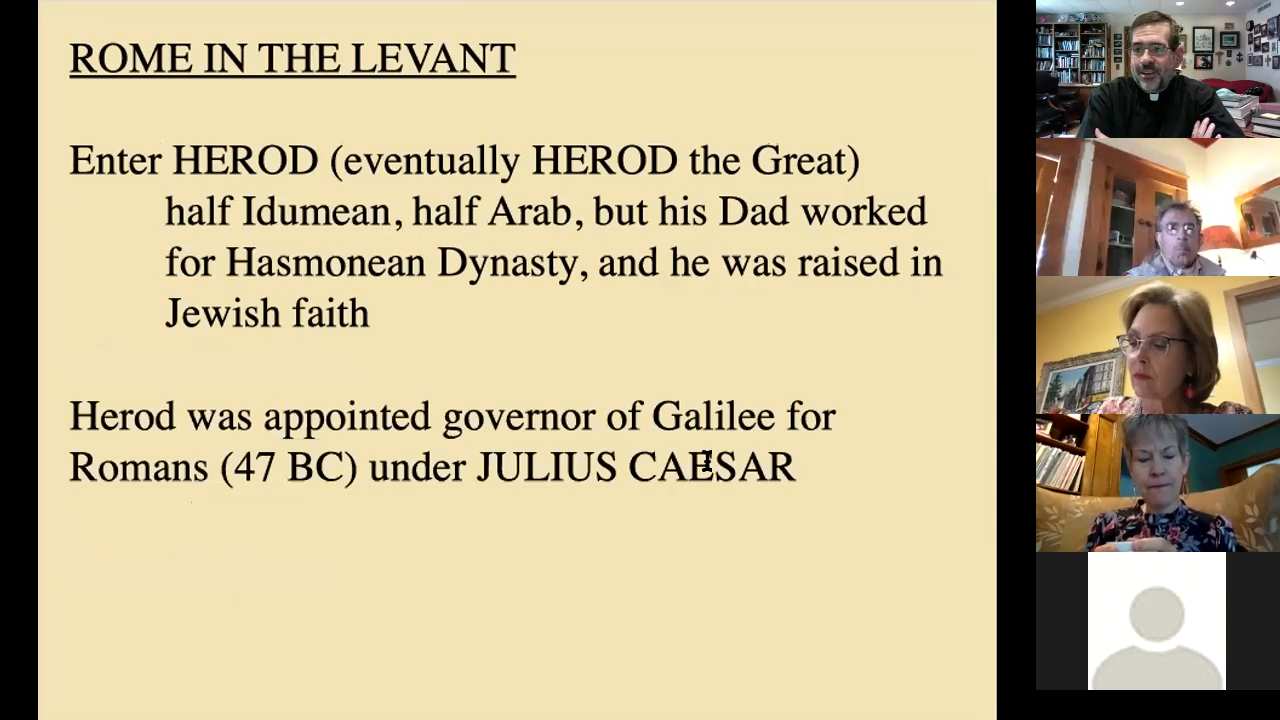 ROME IN THE LEVANT
Enter HEROD (eventually HEROD the Great)
half Idumean, half Arab, but his Dad worked
for Hasmonean Dynasty, and he was raised in
Jewish faith
Herod was appointed governor of Galilee for
Romans (47 BC) under JULIUS CAESAR